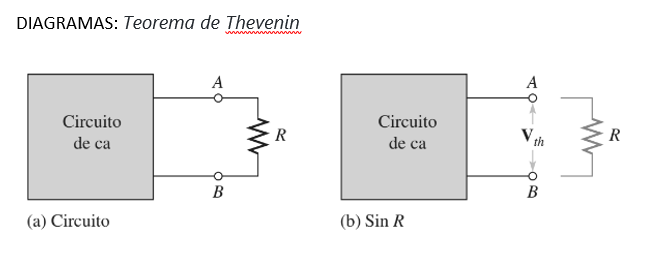 DIAGRAMAS: Teorema de Thevenin
A
A
Circuito
de ca
R
Circuito
de ca
Vth
R
B
B
(a) Circuito
(b) Sin R